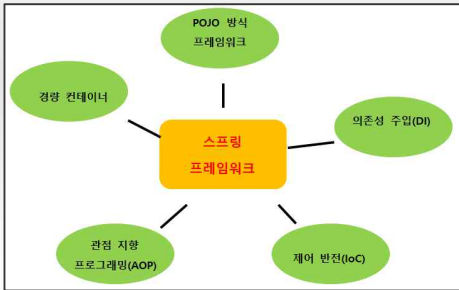 POJO 방식
프레임워크
경량 컨테이너
의존성 주입(DI)
스프링
프레임워크
관점 지향
프로그래밍(AOP)
제어 반전(IoC)